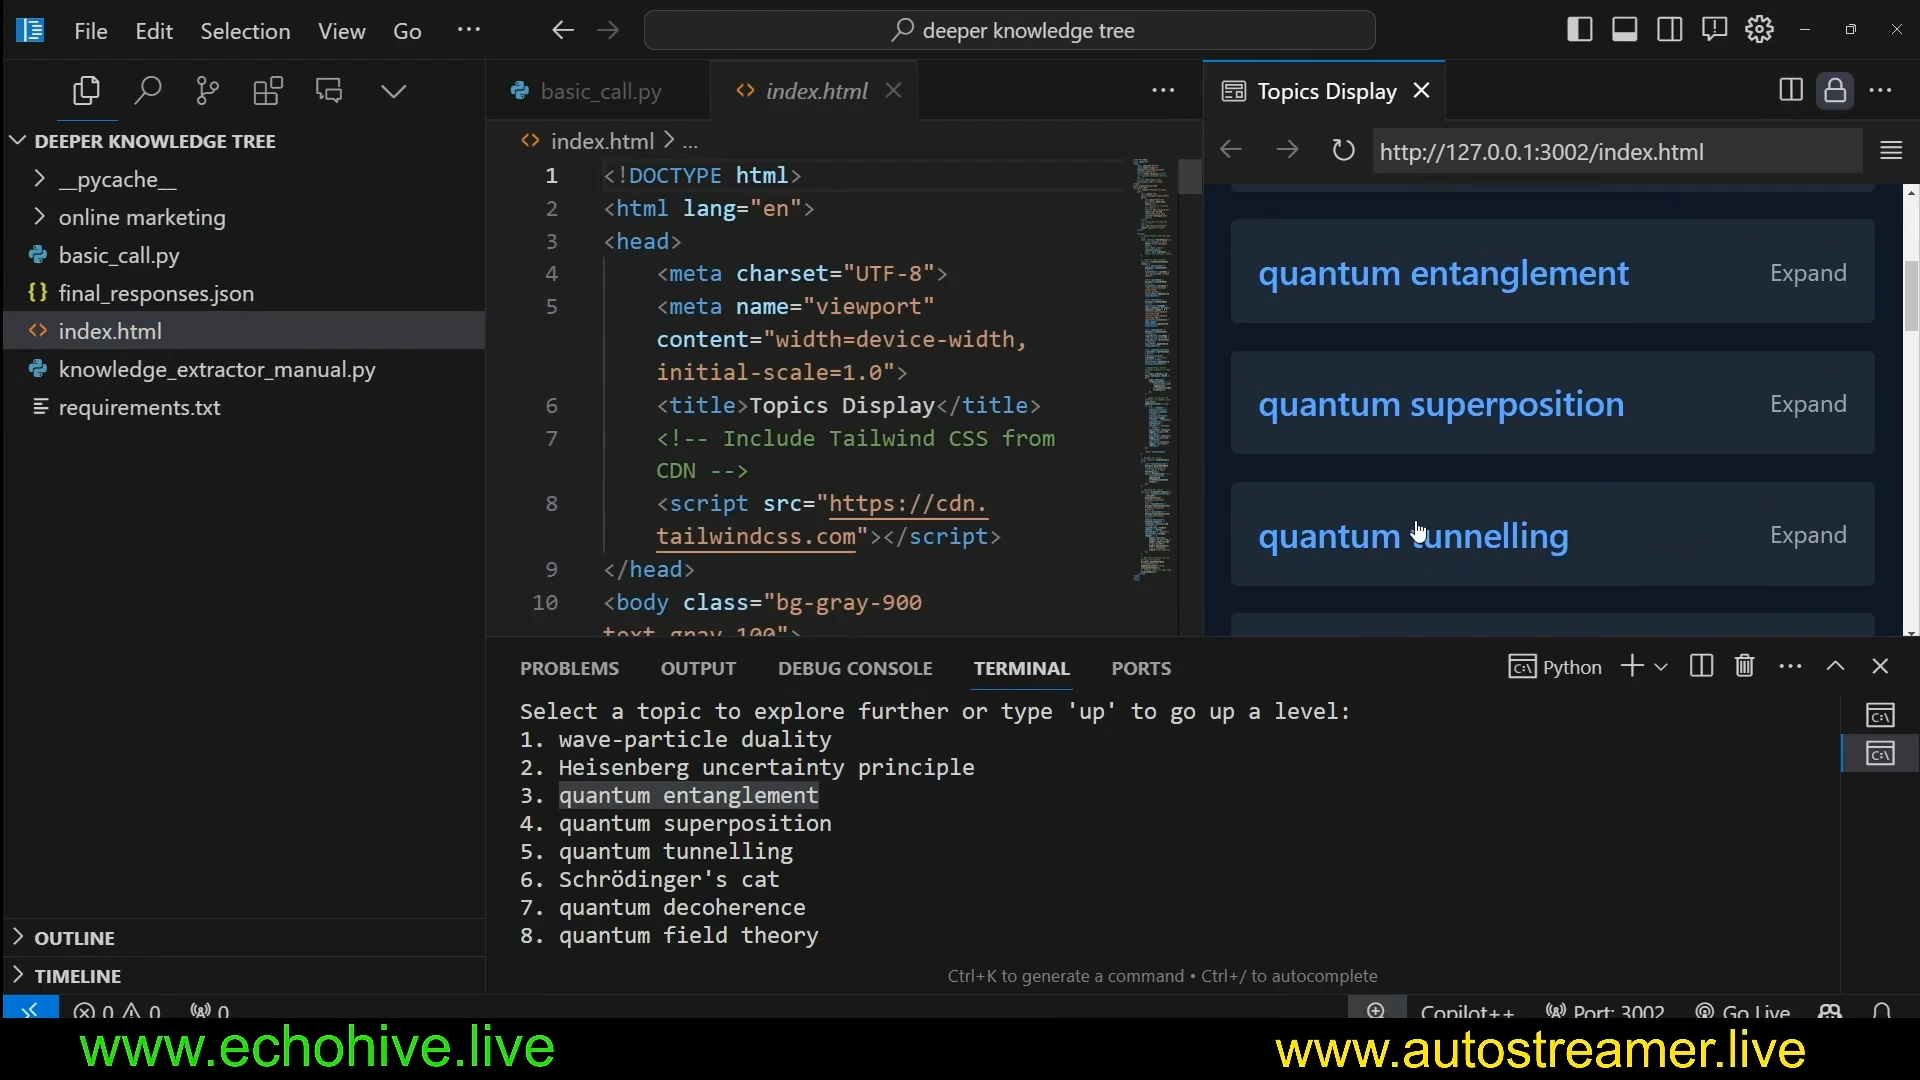 File Edit Selection View Go ...
deeper knowledge tree
DEEPER KNOWLEDGE TREE
__pycache__
online marketing
basic_call.py
{} final_responses.json
<> index.html
knowledge_extractor_manual.py
requirements.txt
OUTLINE
TIMELINE
basic_call.py
<> index.html
<> index.html > ...
1 <!DOCTYPE html>
2 <html lang="en">
3 <head>
4 <meta charset="UTF-8">
5 <meta name="viewport"
content="width=device-width,
initial-scale=1.0">
6 <title>Topics Display</title>
7 <!-- Include Tailwind CSS from
CDN -->
8 <script src="https://cdn.
tailwindcss.com"></script>
9 </head>
10 <body class="bg-gray-900
text-gray-100">
Topics Display
http://127.0.0.1:3002/index.html
quantum entanglement Expand
quantum superposition Expand
quantum tunnelling Expand
PROBLEMS OUTPUT DEBUG CONSOLE TERMINAL PORTS
Python
Select a topic to explore further or type 'up' to go up a level:
1. wave-particle duality
2. Heisenberg uncertainty principle
3. quantum entanglement
4. quantum superposition
5. quantum tunnelling
6. Schrödinger's cat
7. quantum decoherence
8. quantum field theory
Ctrl+K to generate a command • Ctrl+/ to autocomplete
0 0 0
Copilot++ Port: 3002 Go Live
www.echohive.live
www.autostreamer.live